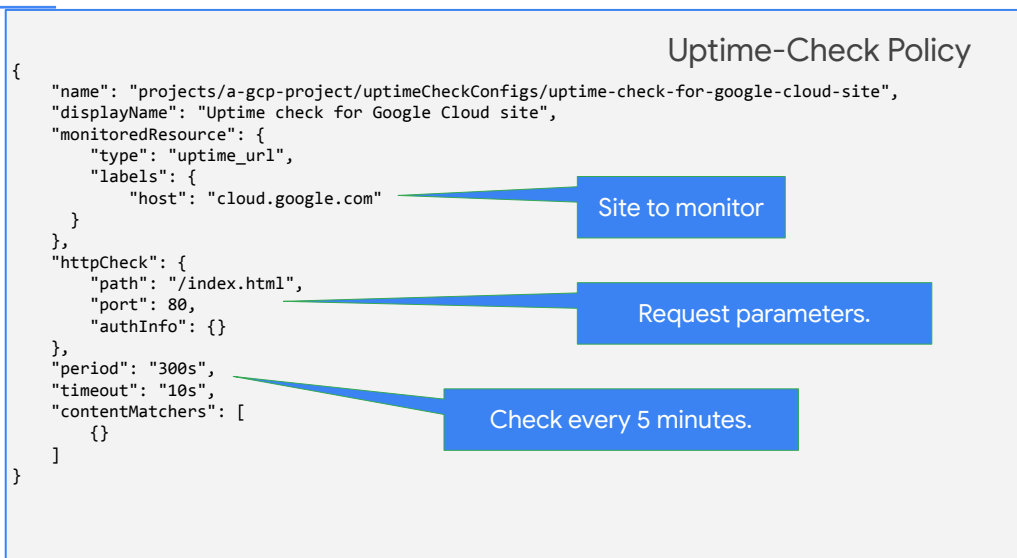 Uptime-Check Policy
{
    "name": "projects/a-gcp-project/uptimeCheckConfigs/uptime-check-for-google-cloud-site",
    "displayName": "Uptime check for Google Cloud site",
    "monitoredResource": {
        "type": "uptime_url",
        "labels": {
            "host": "cloud.google.com"
      }
    },
    "httpCheck": {
        "path": "/index.html",
        "port": 80,
        "authInfo": {}
    },
    "period": "300s",
    "timeout": "10s",
    "contentMatchers": [
        {}
    ]
}
Site to monitor
Request parameters.
Check every 5 minutes.